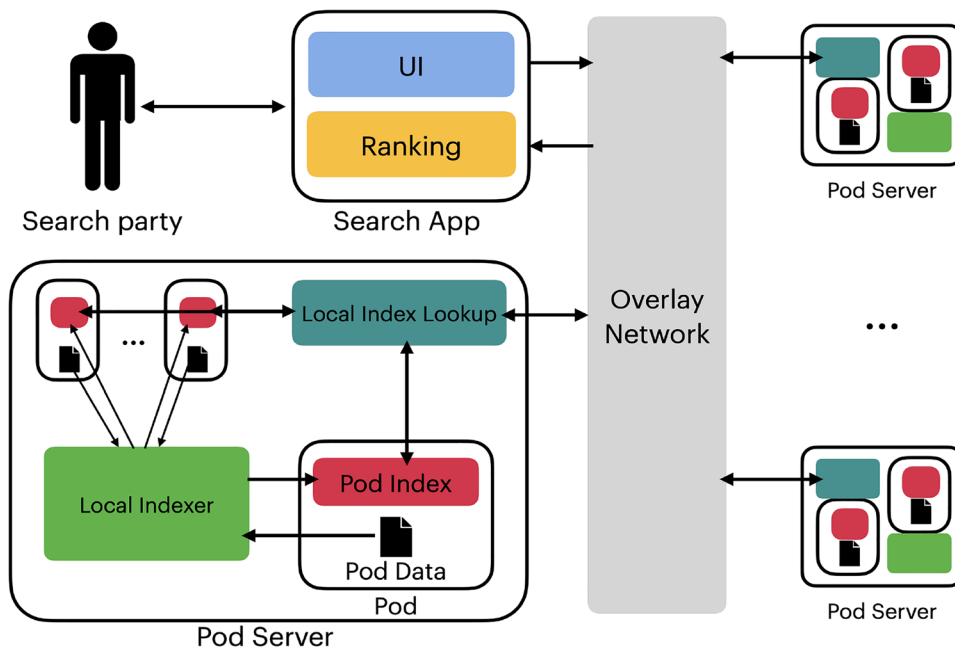 UI
Ranking
Search party
Search App
Pod Server
Local Index Lookup
...
Overlay
Network
...
Local Indexer
Pod Index
Pod Data
Pod
Pod Server
Pod Server